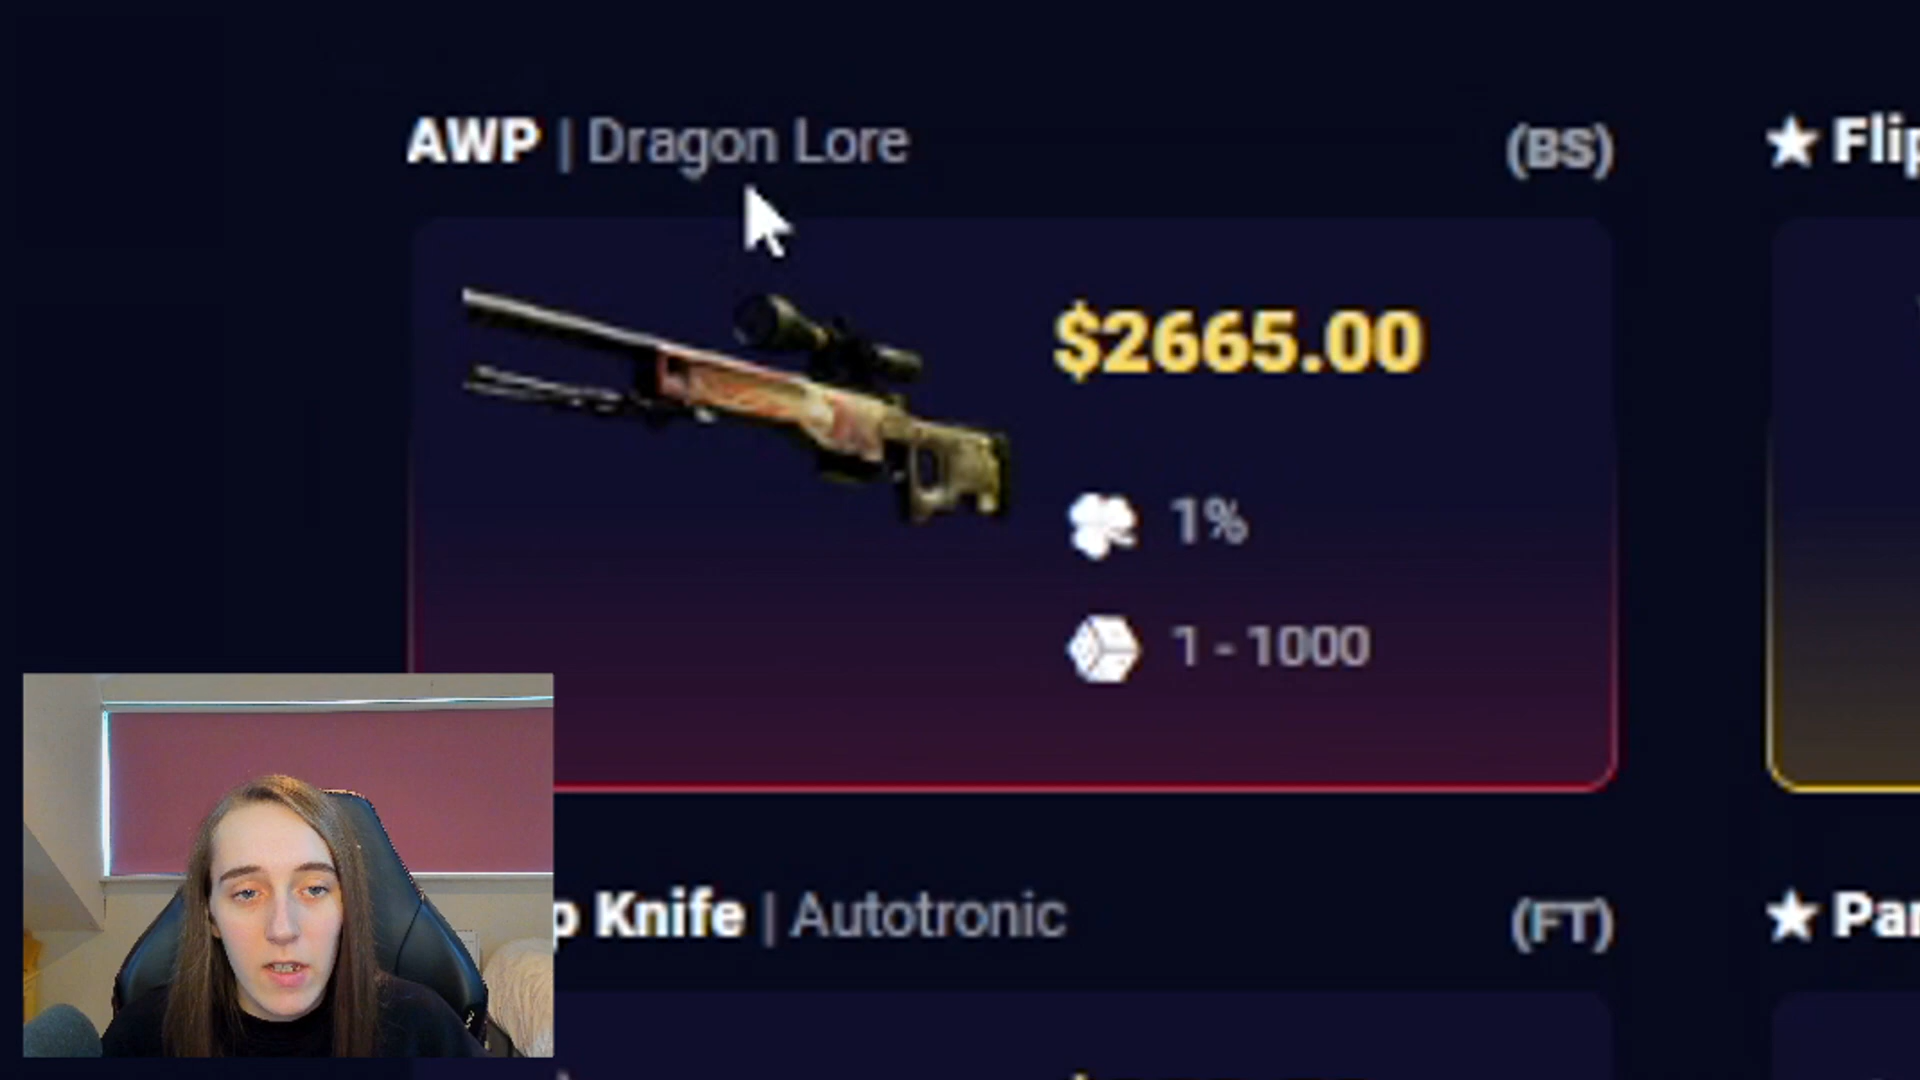 AWP | Dragon Lore
(BS)
★ Flip
$2665.00
1%
1 - 1000
p Knife | Autotronic
(FT)
★ Par